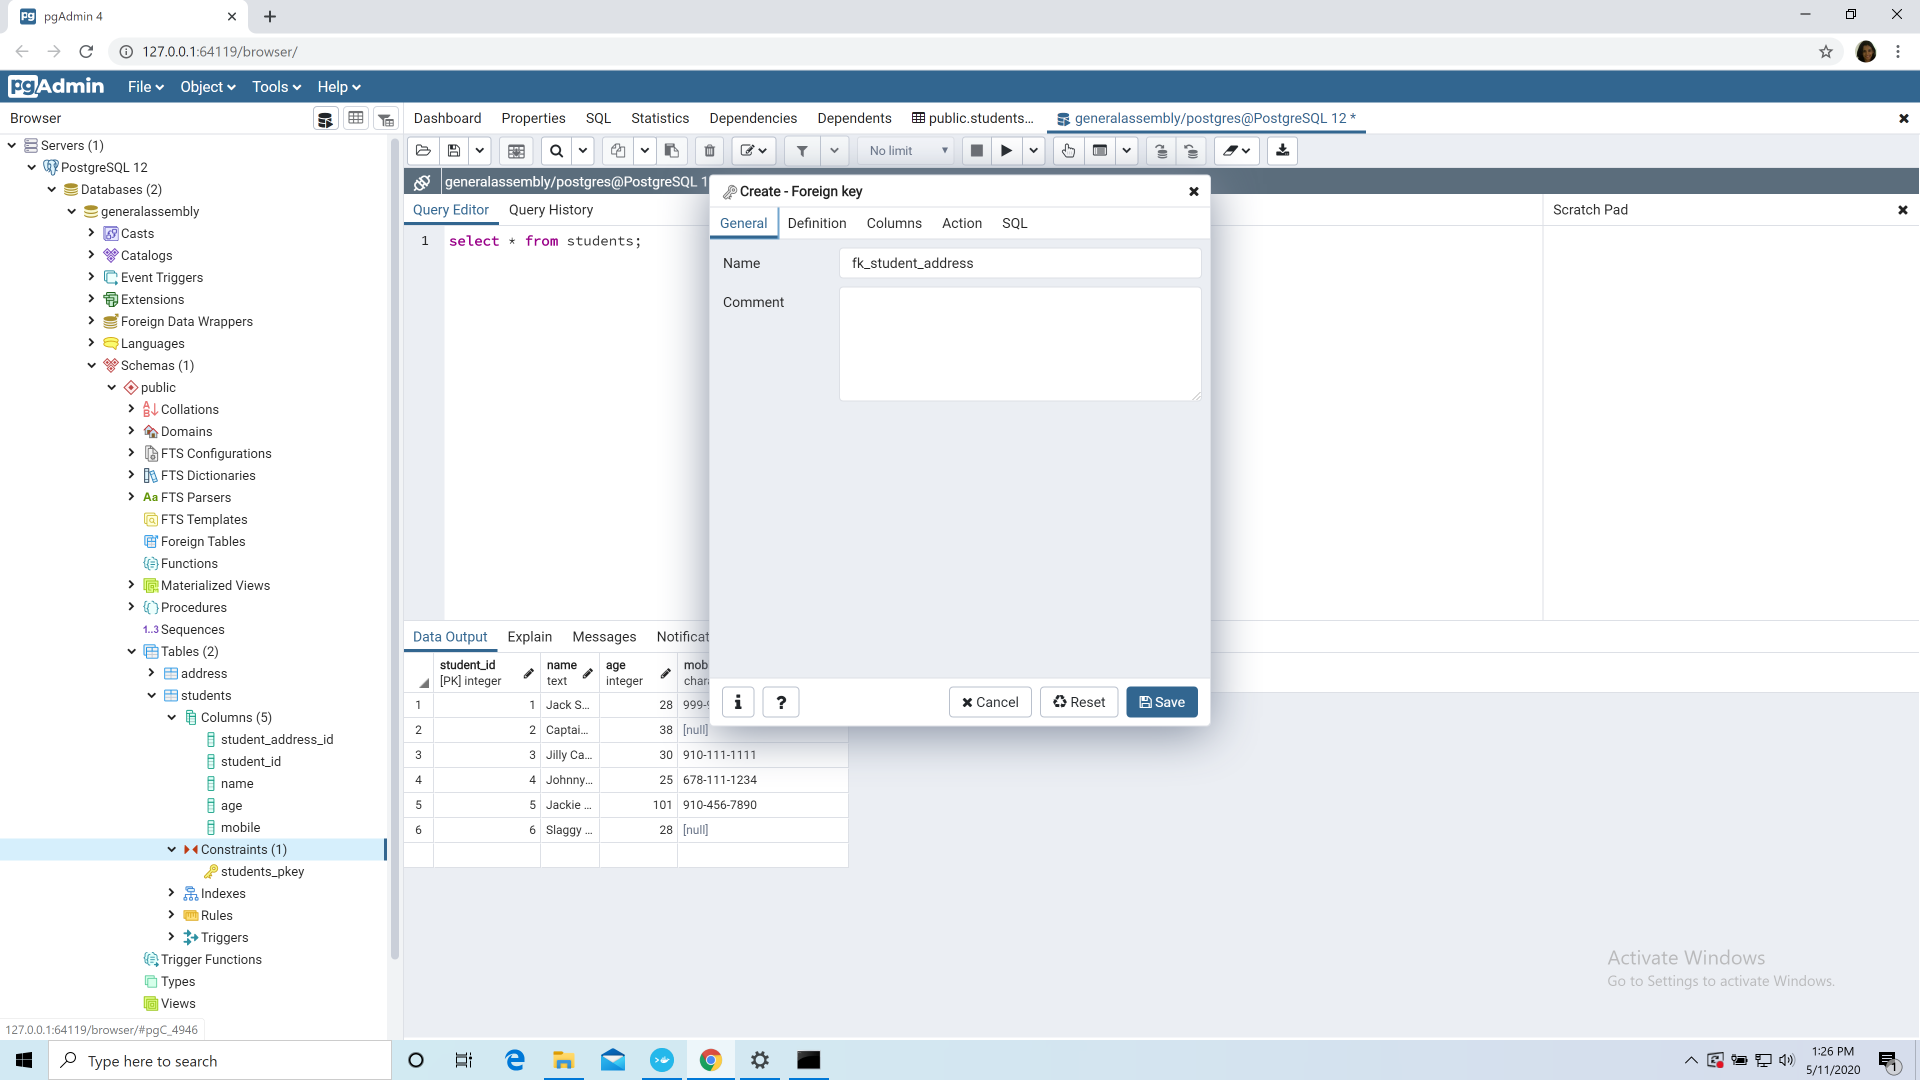 pgAdmin 4
127.0.0.1:64119/browser/
pgAdmin File Object Tools Help
Browser
Dashboard Properties SQL Statistics Dependencies Dependents public.students... generalassembly/postgres@PostgreSQL 12 *
No limit
Servers (1)
PostgreSQL 12
Databases (2)
generalassembly
Casts
Catalogs
Event Triggers
Extensions
Foreign Data Wrappers
Languages
Schemas (1)
public
Collations
Domains
FTS Configurations
FTS Dictionaries
Aa FTS Parsers
FTS Templates
Foreign Tables
Functions
Materialized Views
Procedures
1..3 Sequences
Tables (2)
address
students
Columns (5)
student_address_id
student_id
name
age
mobile
Constraints (1)
students_pkey
Indexes
Rules
Triggers
Trigger Functions
Types
Views
127.0.0.1:64119/browser/#pgC_4946
generalassembly/postgres@PostgreSQL 1
Query Editor Query History
Scratch Pad
1 select * from students;
Create - Foreign key
General Definition Columns Action SQL
Name fk_student_address
Comment
i ? Cancel Reset Save
Data Output Explain Messages Notificat
student_id name age mob
[PK] integer text integer chara
1 1 Jack S... 28 999-9
2 2 Captai... 38 [null]
3 3 Jilly Ca... 30 910-111-1111
4 4 Johnny... 25 678-111-1234
5 5 Jackie ... 101 910-456-7890
6 6 Slaggy ... 28 [null]
Activate Windows
Go to Settings to activate Windows.
Type here to search
1:26 PM
5/11/2020
1